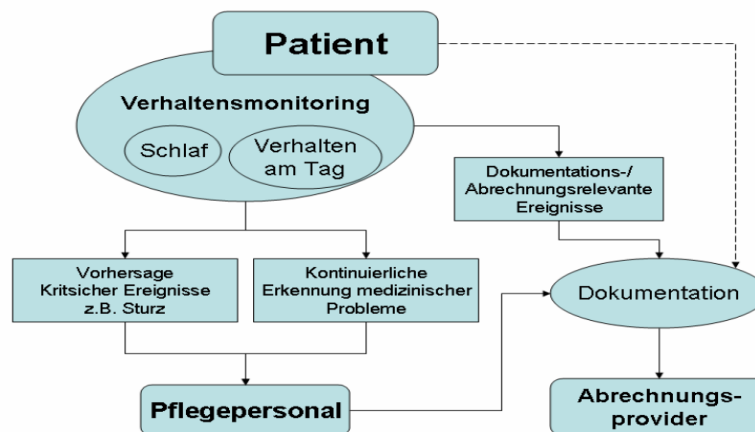 Patient
Verhaltensmonitoring
Schlaf
Verhalten
am Tag
Dokumentations-/
Abrechnungsrelevante
Ereignisse
Vorhersage
Kritsicher Ereignisse
z.B. Sturz
Kontinuierliche
Erkennung medizinischer
Probleme
Dokumentation
Pflegepersonal
Abrechnungs-
provider